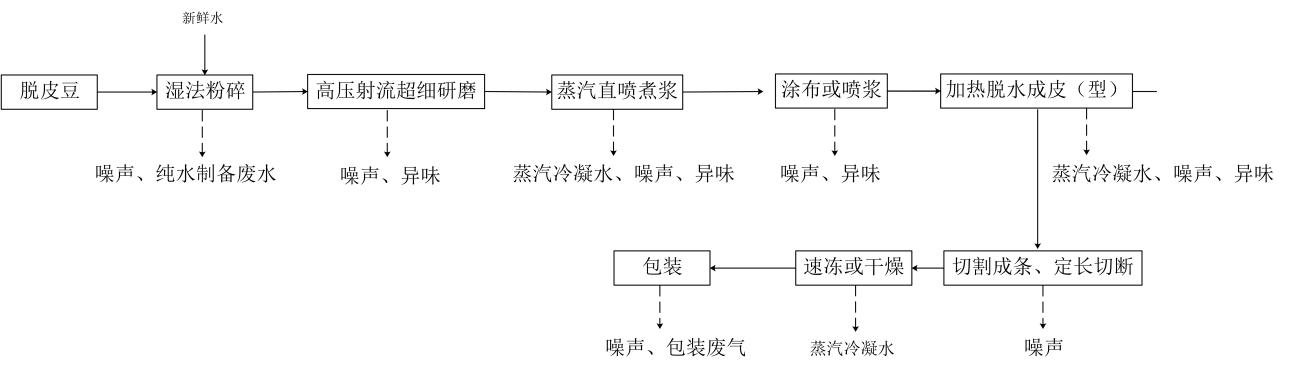 新鲜水
脱皮豆
湿法粉碎
高压射流超细研磨
蒸汽直喷煮浆
涂布或喷浆
加热脱水成皮（型）
噪声、纯水制备废水
噪声、异味
蒸汽冷凝水、噪声、异味
噪声、异味
蒸汽冷凝水、噪声、异味
包装
速冻或干燥
切割成条、定长切断
噪声、包装废气
蒸汽冷凝水
噪声